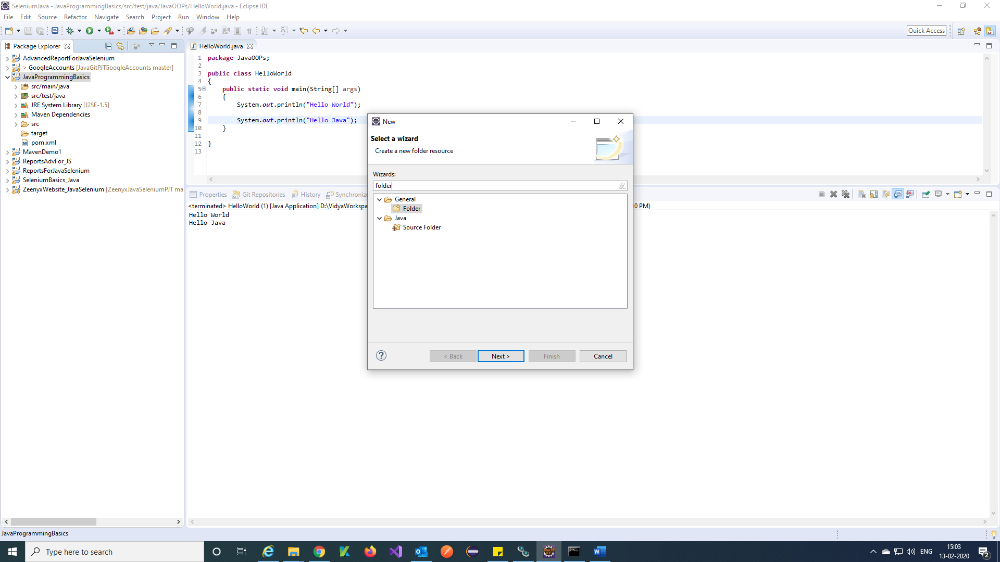 SeleniumJava - JavaProgrammingBasics/src/test/java/JavaOOPs/HelloWorld.java - Eclipse IDE
File Edit Source Refactor Navigate Search Project Run Window Help
Quick Access
Package Explorer
AdvancedReportForJavaSelenium
> GoogleAccounts [JavaGitPJTGoogleAccounts master]
JavaProgrammingBasics
src/main/java
src/test/java
JRE System Library [J2SE-1.5]
Maven Dependencies
src
target
pom.xml
MavenDemo1
ReportsAdvFor_JS
ReportsForJavaSelenium
SeleniumBasics_Java
ZeenyxWebsite_JavaSelenium [ZeenyxJavaSeleniumPJT ma
HelloWorld.java
1 package JavaOOPs;
2
3 public class HelloWorld
4 {
5 public static void main(String[] args)
6 {
7 System.out.println("Hello World");
8
9 System.out.println("Hello Java");
10 }
11
12 }
13
Properties Git Repositories History Synchronize
<terminated> HelloWorld (1) [Java Application] D:\VidyaWorkspa 0 PM)
Hello World
Hello Java
New
Select a wizard
Create a new folder resource
Wizards:
folder
General
Folder
Java
Source Folder
< Back Next > Finish Cancel
JavaProgrammingBasics
Type here to search
ENG
15:03
13-02-2020
2